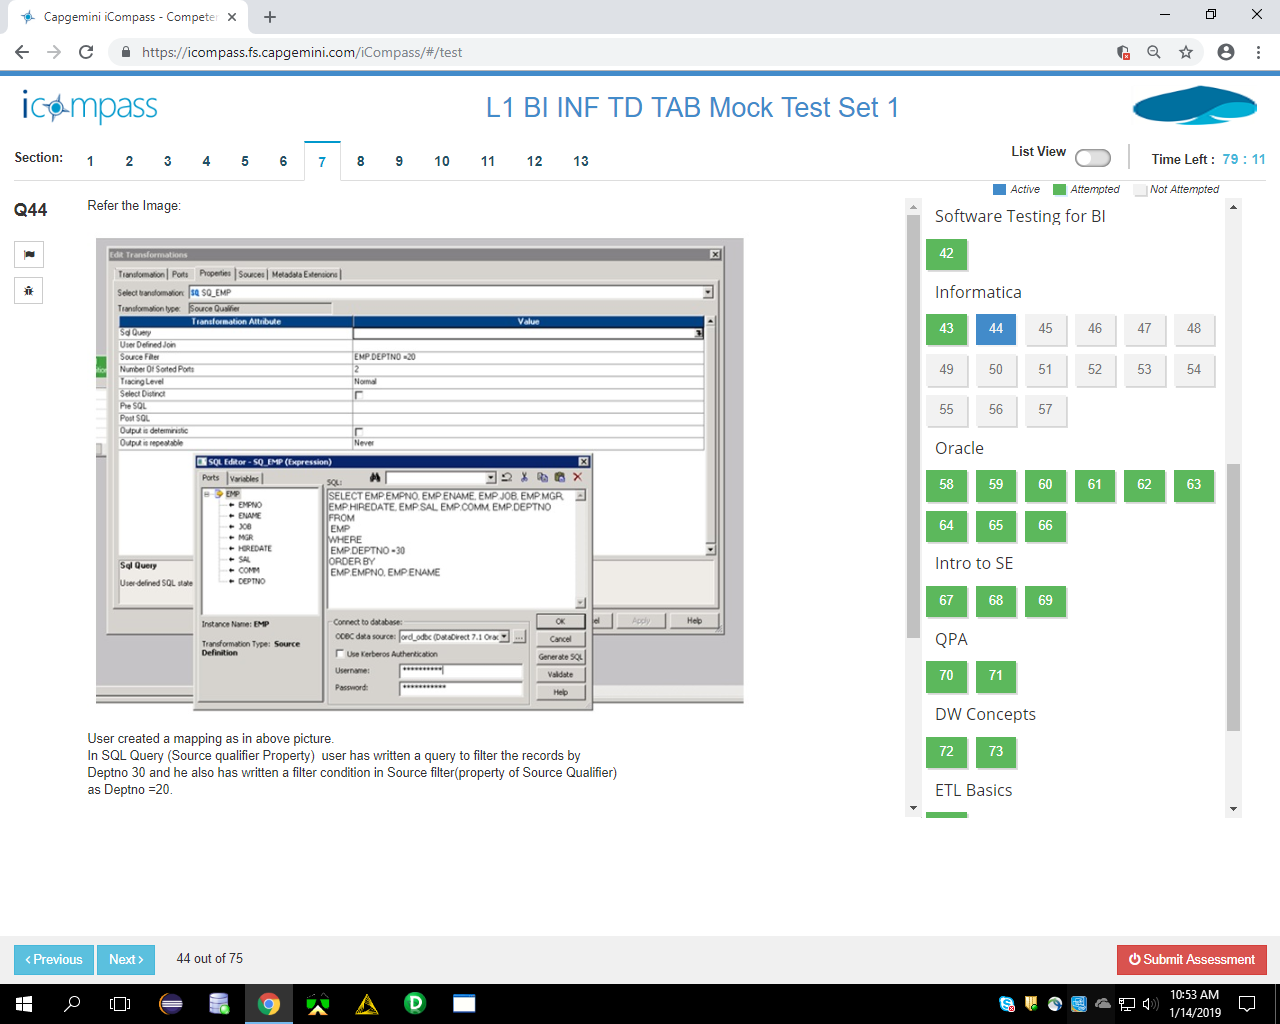 Capgemini iCompass - Competer
https://icompass.fs.capgemini.com/iCompass/#/test
icompass
L1 BI INF TD TAB Mock Test Set 1
Section: 1 2 3 4 5 6 7 8 9 10 11 12 13
List View
Time Left : 79 : 11
Active Attempted Not Attempted
Q44
Refer the Image:
Edit Transformations
Transformation Ports Properties Sources Metadata Extensions
Select transformation: SQ_EMP
Transformation type: Source Qualifier
Transformation Attribute Value
Sql Query
User Defined Join
Source Filter EMP.DEPTNO =20
Number Of Sorted Ports 2
Tracing Level Normal
Select Distinct
Pre SQL
Post SQL
Output is deterministic
Output is repeatable Never
Sql Query
User-defined SQL state
Apply Help
SQL Editor - SQ_EMP (Expression)
Ports Variables
SQL:
EMP
EMPNO
ENAME
JOB
MGR
HIREDATE
SAL
COMM
DEPTNO
SELECT EMP.EMPNO, EMP.ENAME, EMP.JOB, EMP.MGR,
EMP.HIREDATE, EMP.SAL, EMP.COMM, EMP.DEPTNO
FROM
EMP
WHERE
EMP.DEPTNO =30
ORDER BY
EMP.EMPNO, EMP.ENAME
Instance Name: EMP
Transformation Type: Source
Definition
Connect to database:
ODBC data source: ord_odbc (DataDirect 7.1 Orac
...
Use Kerberos Authentication
Username: **********
Password: ***********
OK
Cancel
Generate SQL
Validate
Help
User created a mapping as in above picture.
In SQL Query (Source qualifier Property) user has written a query to filter the records by
Deptno 30 and he also has written a filter condition in Source filter(property of Source Qualifier)
as Deptno =20.
Software Testing for BI
42
Informatica
43 44 45 46 47 48
49 50 51 52 53 54
55 56 57
Oracle
58 59 60 61 62 63
64 65 66
Intro to SE
67 68 69
QPA
70 71
DW Concepts
72 73
ETL Basics
‹ Previous
Next ›
44 out of 75
Submit Assessment
10:53 AM
1/14/2019